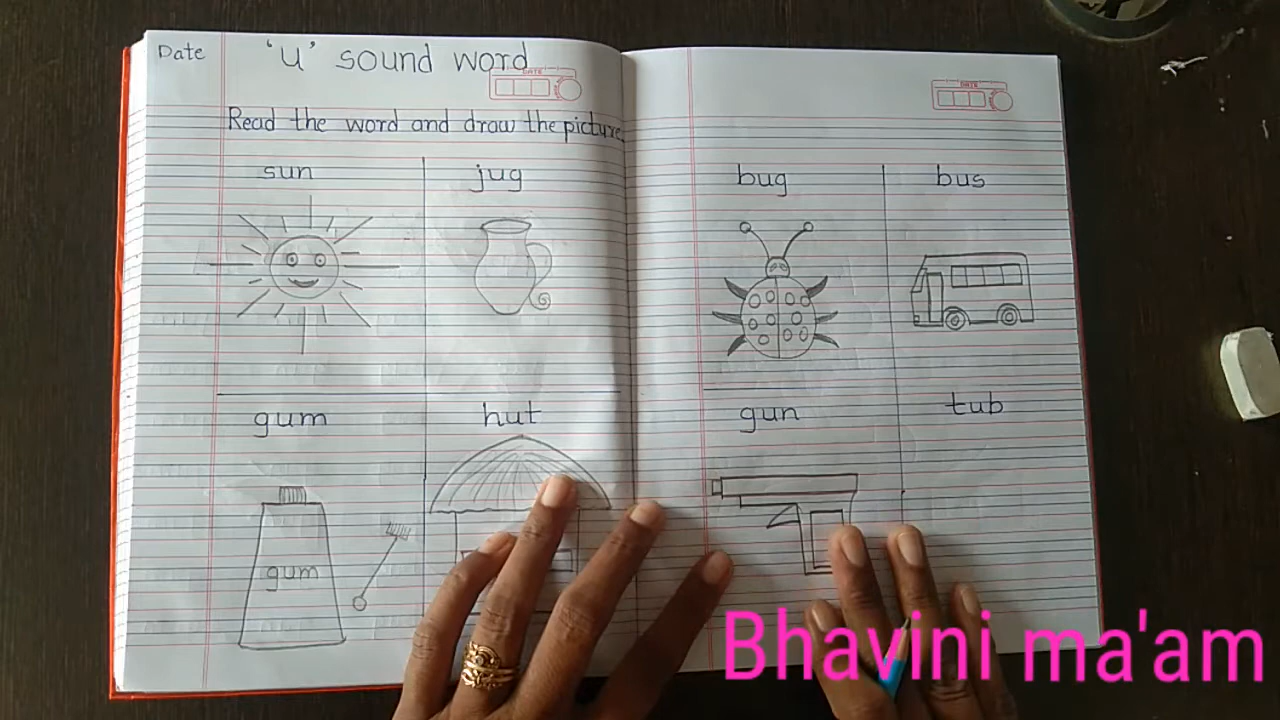 Date
'u' sound word
DATE
Read the word and draw the picture.
sun
jug
gum
hut
gum
DATE
bug
bus
gun
tub
Bhavini ma'am